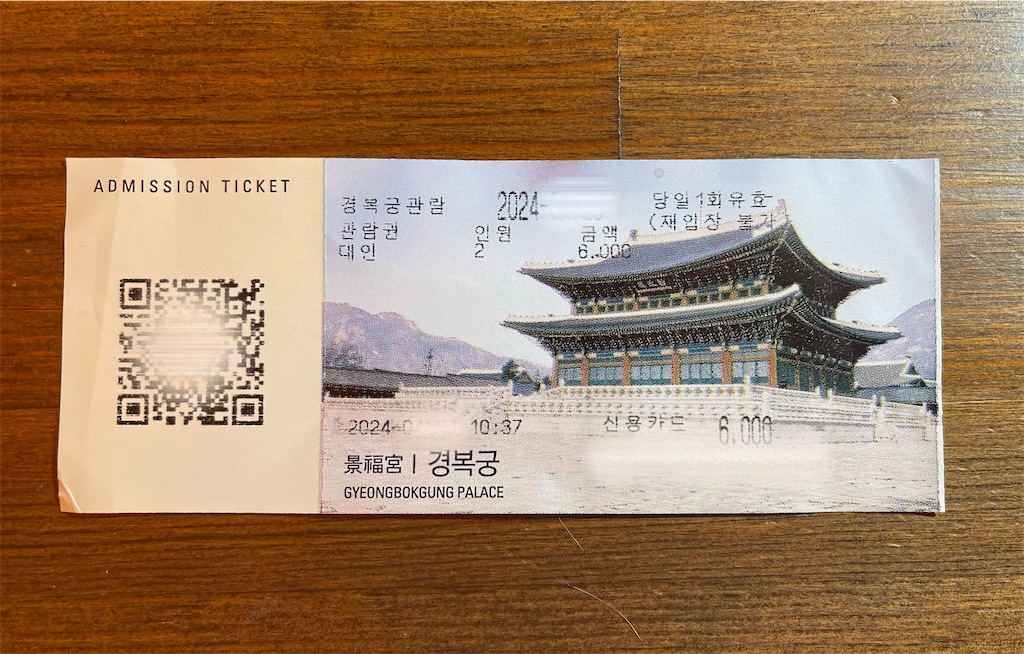 ADMISSION TICKET
경복궁관람 2024- 당일1회유효
관람권 인원 금액 (재입장 불가
대인 2 6.000
2024-0 10:37 신용카드 6.000
景福宮 | 경복궁
GYEONGBOKGUNG PALACE